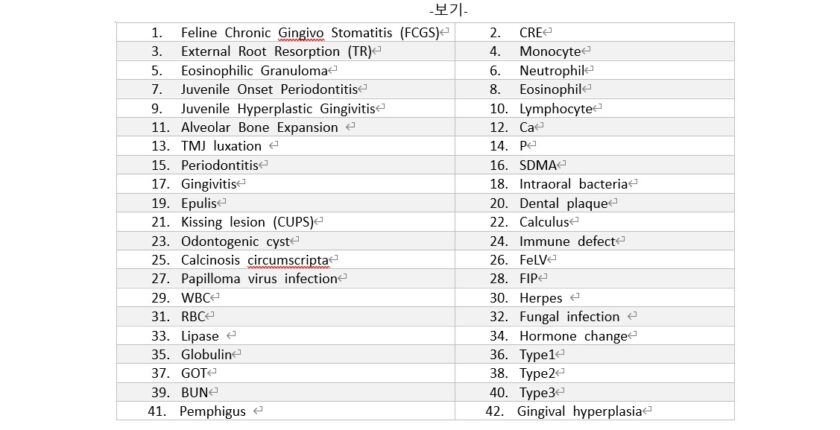 -보기-
1. Feline Chronic Gingivo Stomatitis (FCGS)↵ 2. CRE↵
3. External Root Resorption (TR)↵ 4. Monocyte↵
5. Eosinophilic Granuloma↵ 6. Neutrophil↵
7. Juvenile Onset Periodontitis↵ 8. Eosinophil↵
9. Juvenile Hyperplastic Gingivitis↵ 10. Lymphocyte↵
11. Alveolar Bone Expansion ↵ 12. Ca↵
13. TMJ luxation ↵ 14. P↵
15. Periodontitis↵ 16. SDMA↵
17. Gingivitis↵ 18. Intraoral bacteria↵
19. Epulis↵ 20. Dental plaque↵
21. Kissing lesion (CUPS)↵ 22. Calculus↵
23. Odontogenic cyst↵ 24. Immune defect↵
25. Calcinosis circumscripta↵ 26. FeLV↵
27. Papilloma virus infection↵ 28. FIP↵
29. WBC↵ 30. Herpes ↵
31. RBC↵ 32. Fungal infection ↵
33. Lipase ↵ 34. Hormone change↵
35. Globulin↵ 36. Type1↵
37. GOT↵ 38. Type2↵
39. BUN↵ 40. Type3↵
41. Pemphigus ↵ 42. Gingival hyperplasia↵